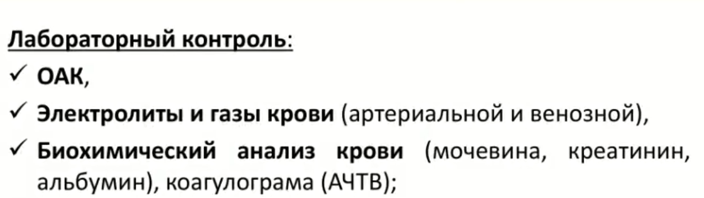 Лабораторный контроль:
✓ ОАК,
✓ Электролиты и газы крови (артериальной и венозной),
✓ Биохимический анализ крови (мочевина, креатинин,
альбумин), коагулограма (АЧТВ);